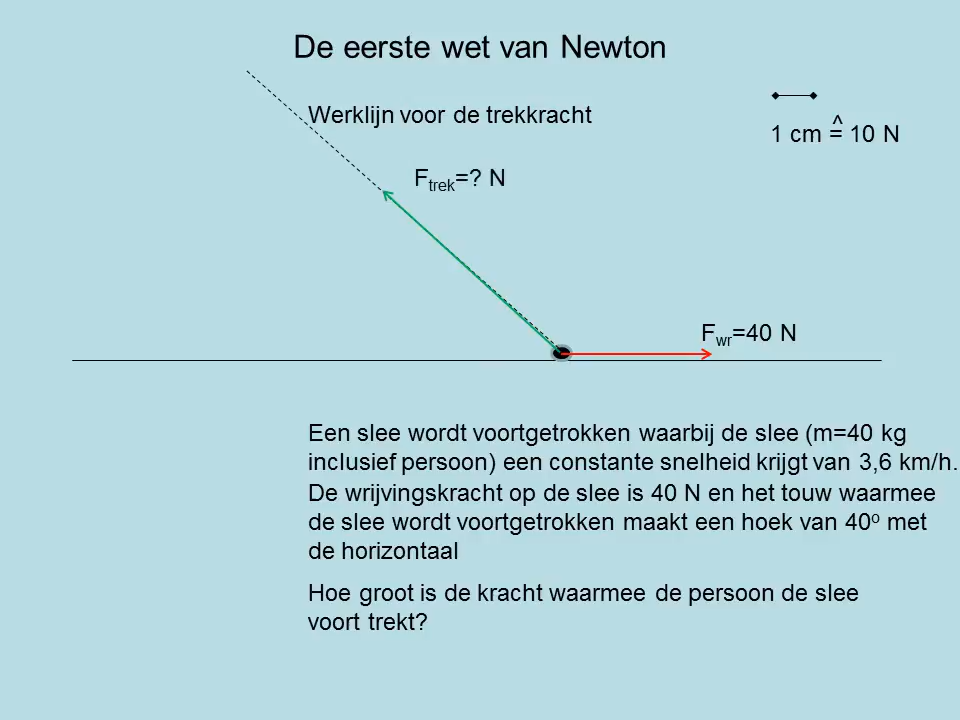 De eerste wet van Newton
Werklijn voor de trekkracht
^
1 cm = 10 N
Ftrek=? N
Fwr=40 N
Een slee wordt voortgetrokken waarbij de slee (m=40 kg
inclusief persoon) een constante snelheid krijgt van 3,6 km/h.
De wrijvingskracht op de slee is 40 N en het touw waarmee
de slee wordt voortgetrokken maakt een hoek van 40º met
de horizontaal
Hoe groot is de kracht waarmee de persoon de slee
voort trekt?